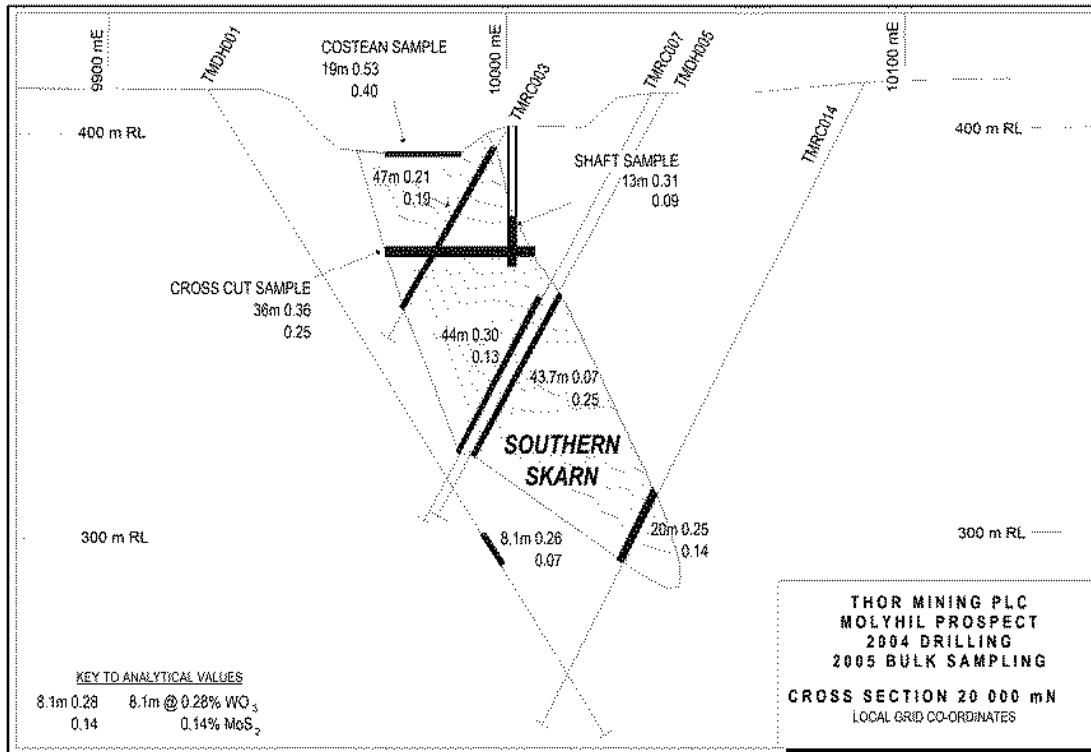 9900 mE
TMDH001
COSTEAN SAMPLE
19m 0.53
0.40
10000 mE
TMRC003
TMRC007
TMDH005
10100 mE
TMRC014
400 m RL
400 m RL
47m 0.21
0.19
SHAFT SAMPLE
13m 0.31
0.09
CROSS CUT SAMPLE
36m 0.36
0.25
44m 0.30
0.13
43.7m 0.07
0.25
SOUTHERN
SKARN
300 m RL
8.1m 0.26
0.07
20m 0.25
0.14
300 m RL
KEY TO ANALYTICAL VALUES
8.1m 0.28 8.1m @ 0.28% WO3
0.14 0.14% MoS2
THOR MINING PLC
MOLYHIL PROSPECT
2004 DRILLING
2005 BULK SAMPLING
CROSS SECTION 20 000 mN
LOCAL GRID CO-ORDINATES